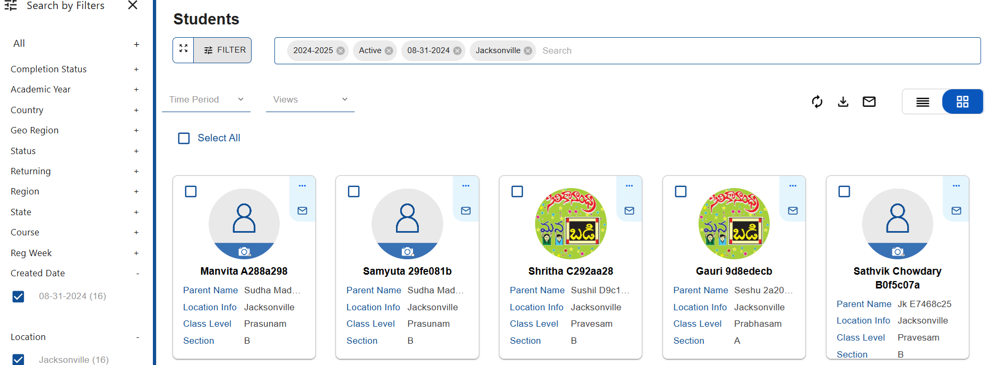 Search by Filters
All +
Completion Status +
Academic Year +
Country +
Geo Region +
Status +
Returning +
Region +
State +
Course +
Reg Week +
Created Date -
08-31-2024 (16)
Location -
Jacksonville (16)
Students
FILTER
2024-2025 Active 08-31-2024 Jacksonville Search
Time Period Views
Select All
Manvita A288a298
Parent Name Sudha Mad...
Location Info Jacksonville
Class Level Prasunam
Section B
Samyuta 29fe081b
Parent Name Sudha Mad...
Location Info Jacksonville
Class Level Prasunam
Section B
మన
బడి
Shritha C292aa28
Parent Name Sushil D9c1...
Location Info Jacksonville
Class Level Pravesam
Section B
మన
బడి
Gauri 9d8edecb
Parent Name Seshu 2a20...
Location Info Jacksonville
Class Level Prabhasam
Section A
Sathvik Chowdary
B0f5c07a
Parent Name Jk E7468c25
Location Info Jacksonville
Class Level Pravesam
Section B